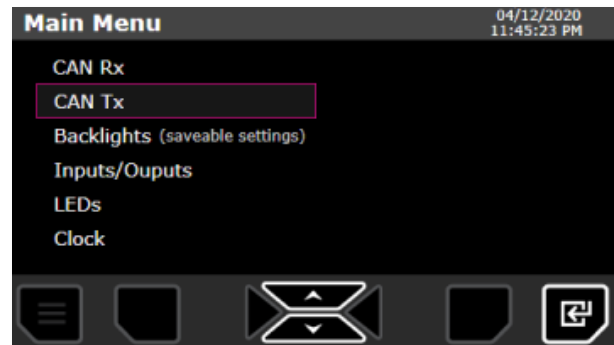 Main Menu
04/12/2020
11:45:23 PM
CAN Rx
CAN Tx
Backlights (saveable settings)
Inputs/Ouputs
LEDs
Clock